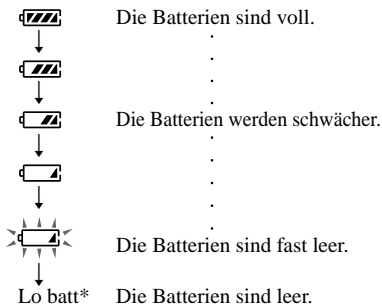 Die Batterien sind voll.
Die Batterien werden schwächer.
Die Batterien sind fast leer.
Lo batt* Die Batterien sind leer.